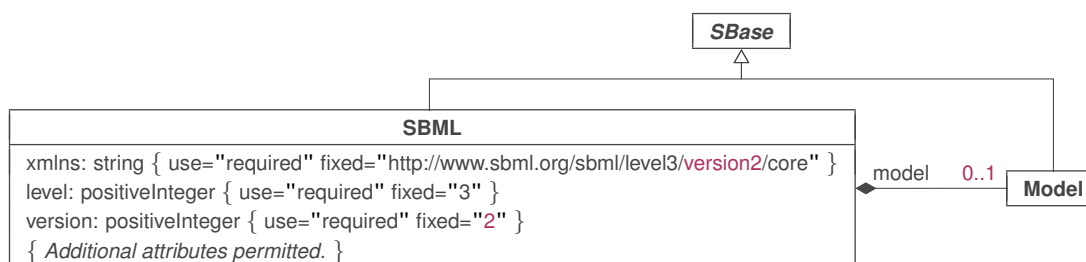 SBase
SBML
xmlns: string { use="required" fixed="http://www.sbml.org/sbml/level3/version2/core" }
level: positiveInteger { use="required" fixed="3" }
version: positiveInteger { use="required" fixed="2" }
{ Additional attributes permitted. }
model 0..1
Model